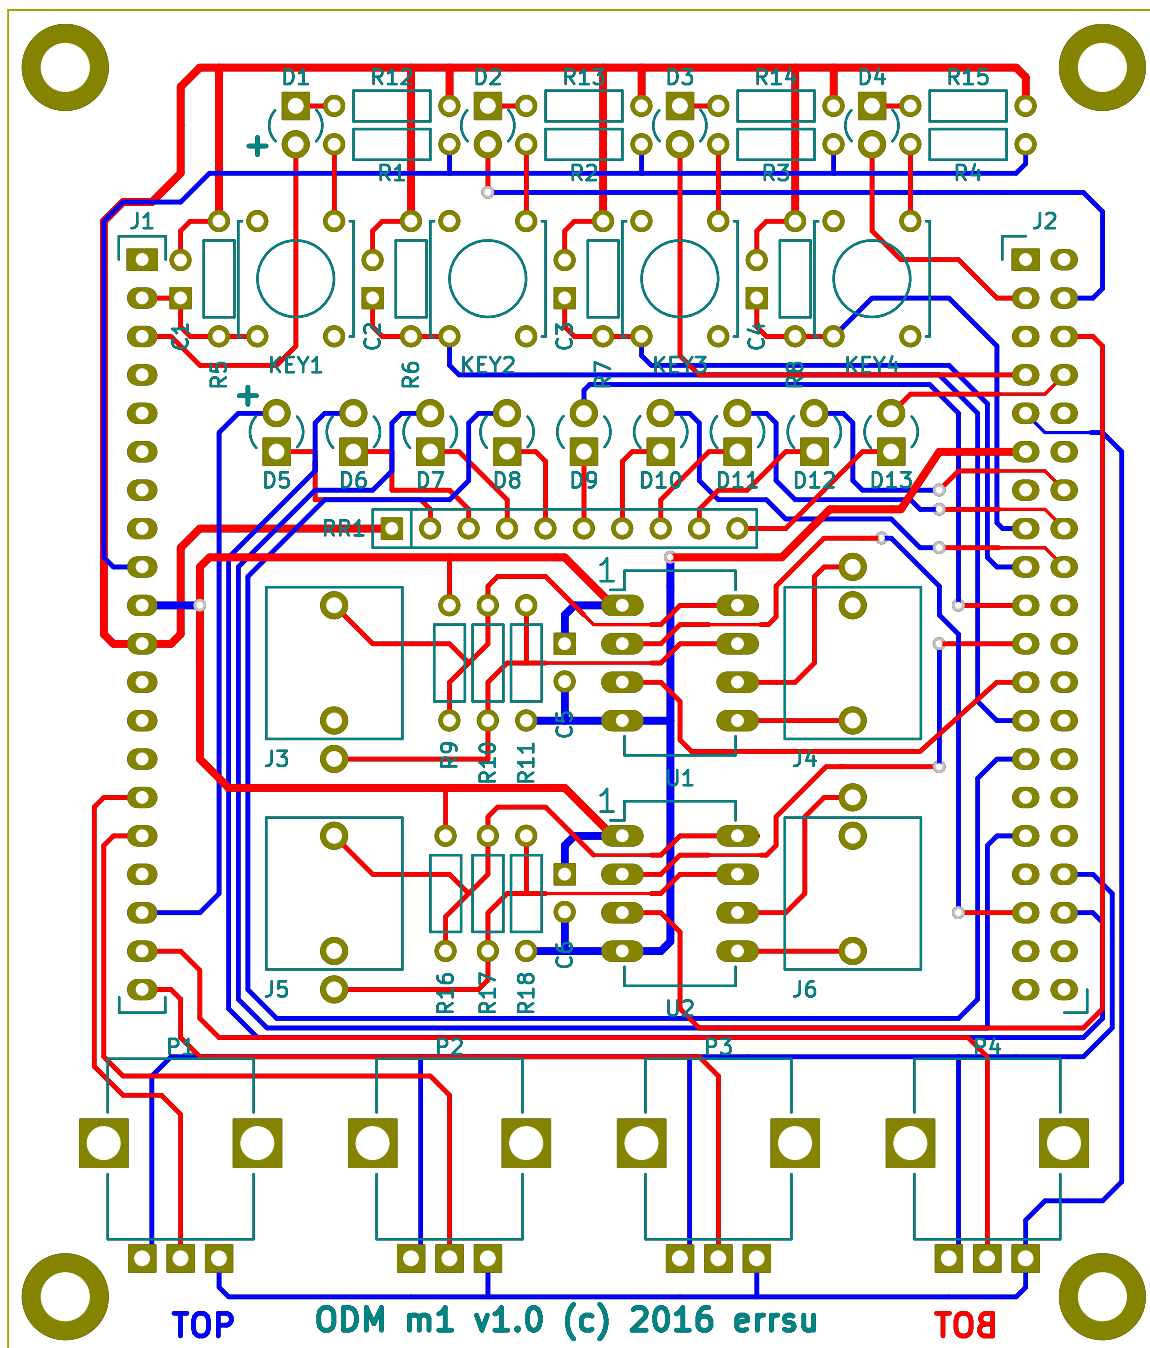 D1 R12 D2 R13 D3 R14 D4 R15
+
R1 R2 R3 R4
J1 J2
C1 C2 C3 C4
R5 KEY1 R6 KEY2 R7 KEY3 R8 KEY4
+
D5 D6 D7 D8 D9 D10 D11 D12 D13
RR1
1
J3 R9 R10 R11 C5 U1 J4
1
J5 R16 R17 R18 C6 U2 J6
P1 P2 P3 P4
TOP ODM m1 v1.0 (c) 2016 errsu BOT